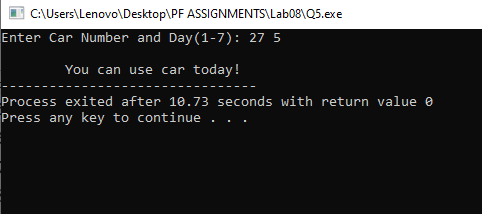 C:\Users\Lenovo\Desktop\PF ASSIGNMENTS\Lab08\Q5.exe
Enter Car Number and Day(1-7): 27 5
You can use car today!
--------------------------------
Process exited after 10.73 seconds with return value 0
Press any key to continue . . .